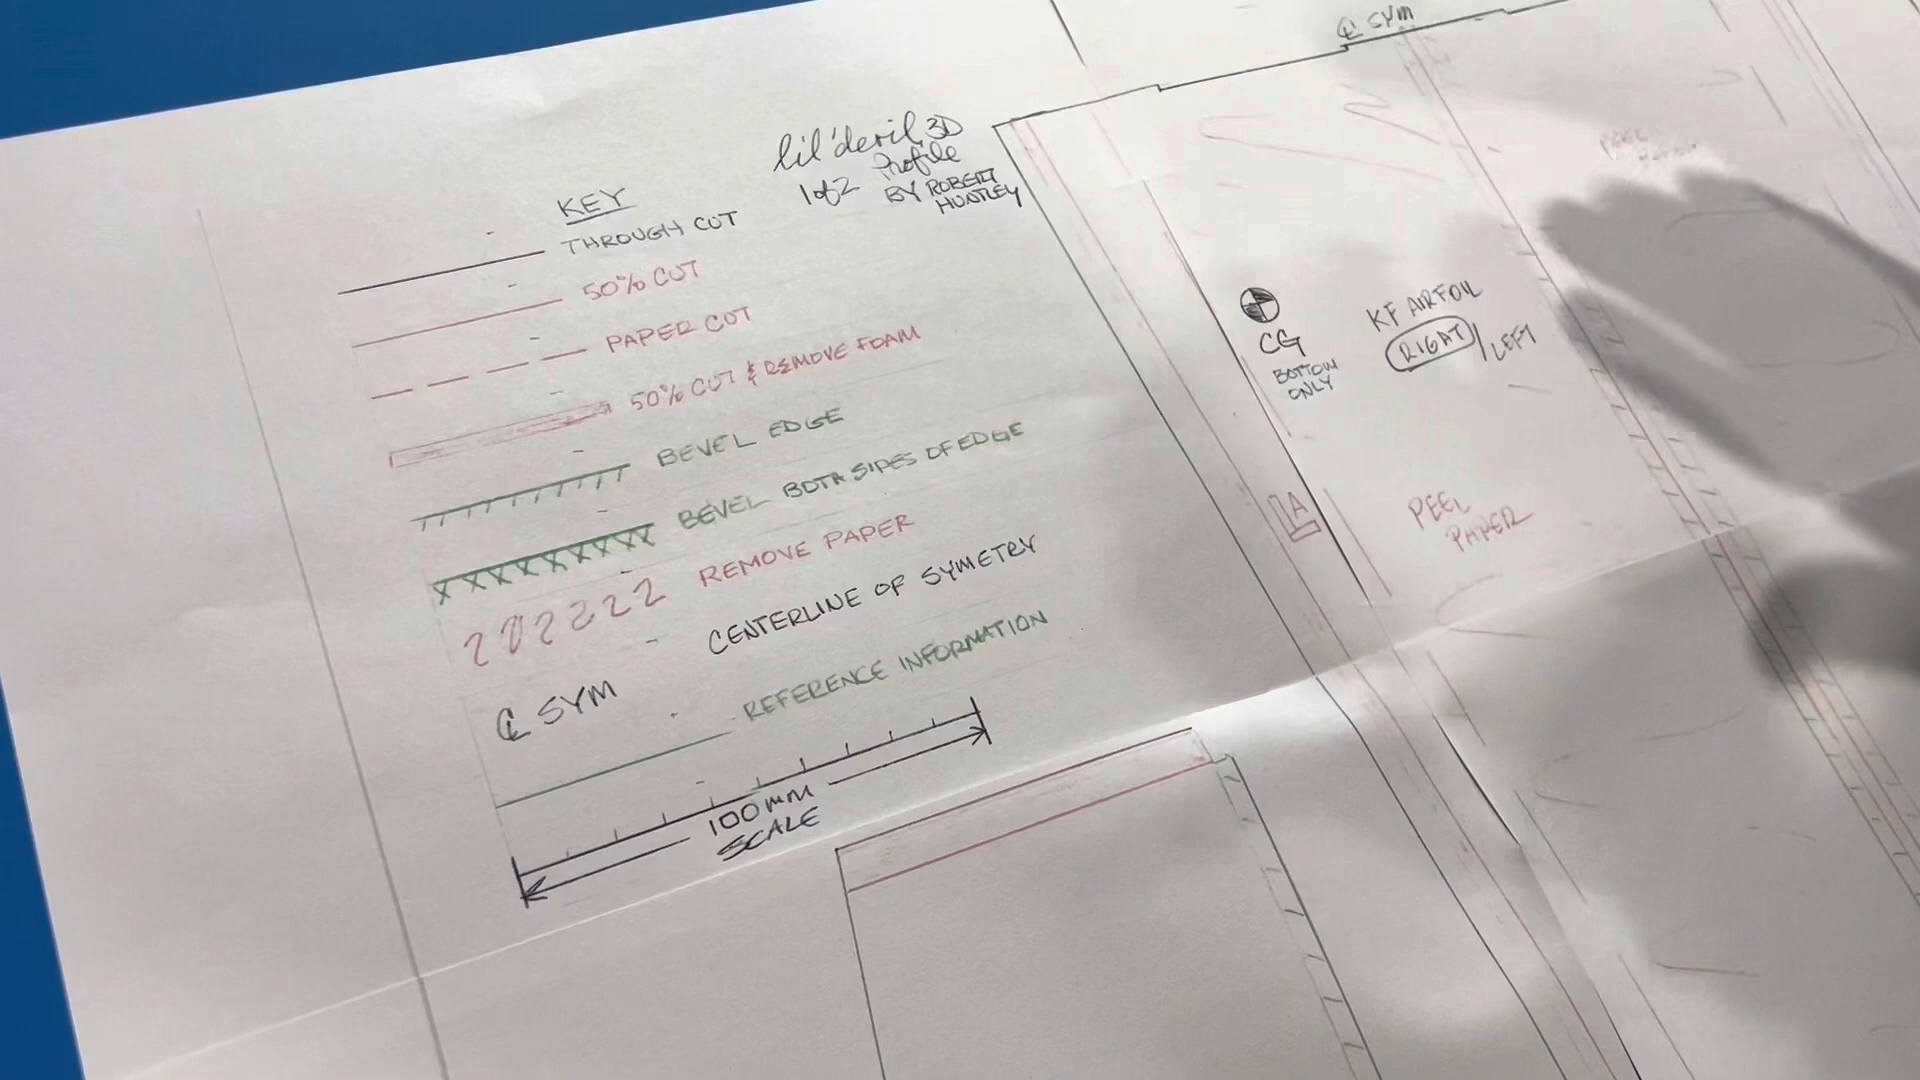 lil'devil 3D
Profile
1 of 2
BY ROBERT
HUNTLEY
KEY
THROUGH CUT
50% CUT
PAPER CUT
50% CUT & REMOVE FOAM
BEVEL EDGE
BEVEL BOTH SIDES OF EDGE
REMOVE PAPER
CENTERLINE OF SYMETRY
℄ SYM
REFERENCE INFORMATION
100mm
SCALE
℄ SYM
CG
BOTTOM
ONLY
KF AIRFOIL
RIGHT/LEFT
1A
PEEL
PAPER
PEEL